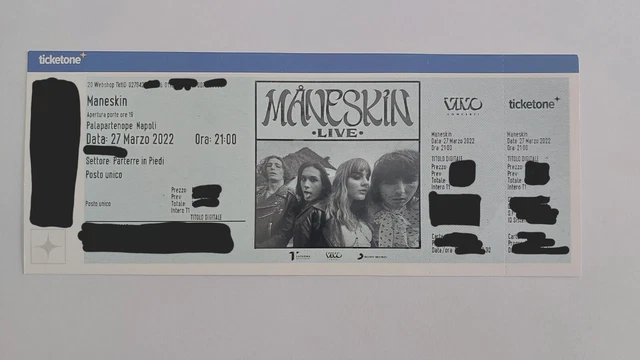 ticketone
Maneskin
Apertura porte ore 19
Palapartenope Napoli
Data: 27 Marzo 2022 Ora: 21:00
Settore: Parterre in Piedi
Posto unico
Prezzo
Prev
Posto unico Totale
Intero T1
TITOLO DIGITALE
MÅNESKIN
•LIVE•
VIVO
CONCERTI
Maneskin
Data: 27 Marzo 2022
Ora: 21:00
TITOLO DIGITALE
Prezzo
Prev
Totale
Intero T1
ticketone
Maneskin
Data: 27 Marzo 2022
Ora: 21:00
TITOLO DIGITALE
Prezzo
Prev
Totale
Intero T1